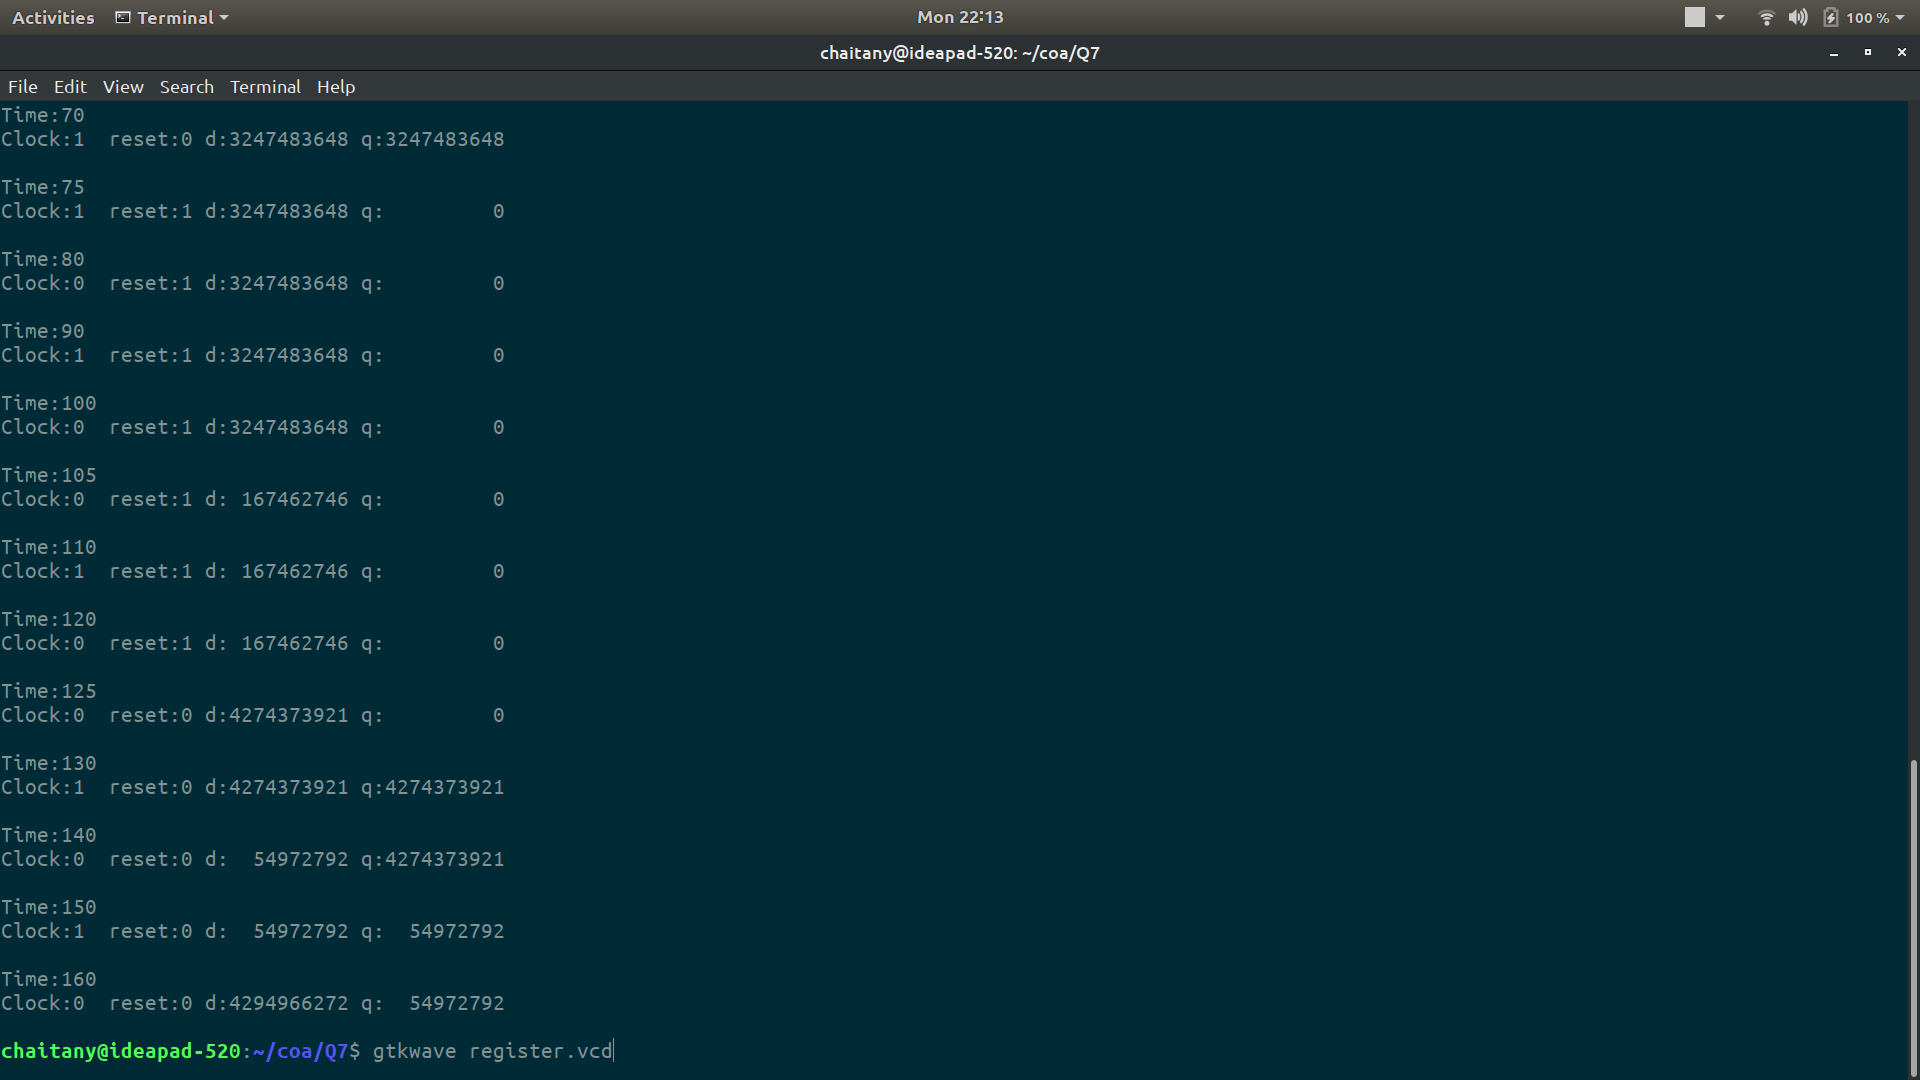 Activities Terminal Mon 22:13 100 %
chaitany@ideapad-520: ~/coa/Q7
File Edit View Search Terminal Help
Time:70
Clock:1  reset:0 d:3247483648 q:3247483648
Time:75
Clock:1  reset:1 d:3247483648 q:         0
Time:80
Clock:0  reset:1 d:3247483648 q:         0
Time:90
Clock:1  reset:1 d:3247483648 q:         0
Time:100
Clock:0  reset:1 d:3247483648 q:         0
Time:105
Clock:0  reset:1 d: 167462746 q:         0
Time:110
Clock:1  reset:1 d: 167462746 q:         0
Time:120
Clock:0  reset:1 d: 167462746 q:         0
Time:125
Clock:0  reset:0 d:4274373921 q:         0
Time:130
Clock:1  reset:0 d:4274373921 q:4274373921
Time:140
Clock:0  reset:0 d:  54972792 q:4274373921
Time:150
Clock:1  reset:0 d:  54972792 q:  54972792
Time:160
Clock:0  reset:0 d:4294966272 q:  54972792
chaitany@ideapad-520:~/coa/Q7$ gtkwave register.vcd